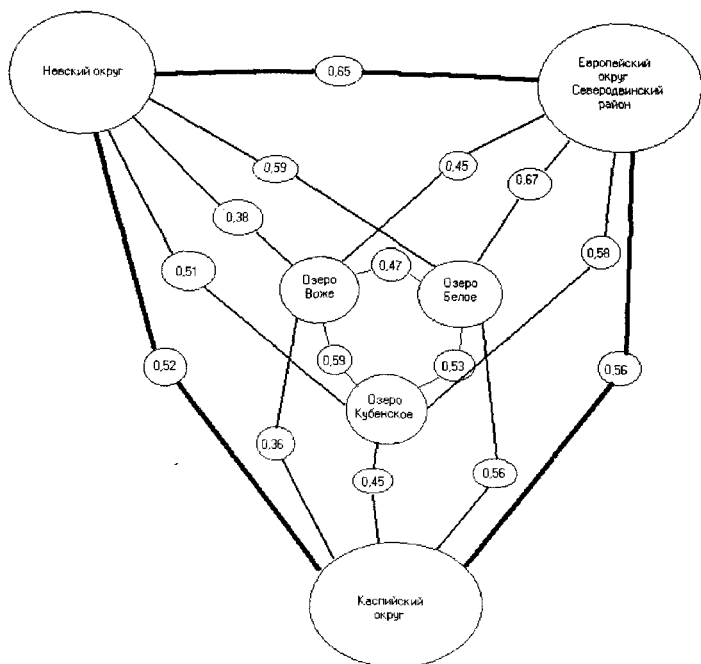 Невский округ
0,65
Европейский
округ
Северодвинский
район
0,59
0,45
0,67
0,38
0,51
0,47
0,58
Озеро
Воже
Озеро
Белое
0,59
0,53
0,52
0,56
Озеро
Кубенское
0,36
0,45
0,56
Каспийский
округ